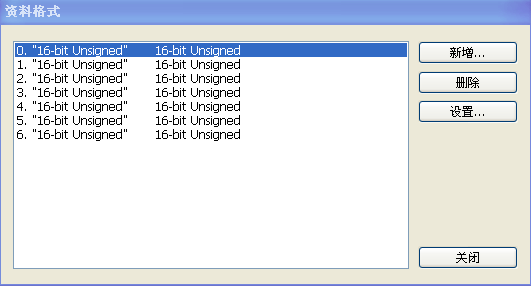 资料格式
0. "16-bit Unsigned" 16-bit Unsigned
1. "16-bit Unsigned" 16-bit Unsigned
2. "16-bit Unsigned" 16-bit Unsigned
3. "16-bit Unsigned" 16-bit Unsigned
4. "16-bit Unsigned" 16-bit Unsigned
5. "16-bit Unsigned" 16-bit Unsigned
6. "16-bit Unsigned" 16-bit Unsigned
新增...
删除
设置...
关闭